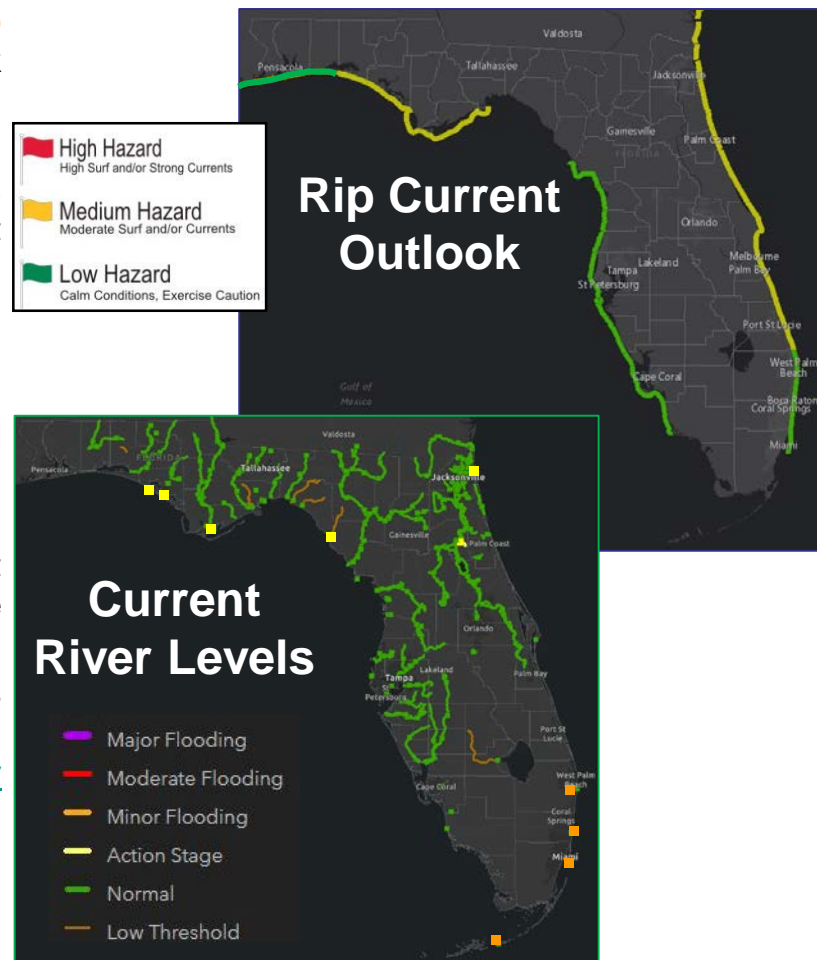 Valdosta
Pensacola
Tallahassee
Jacksonville
Gainesville
FLORIDA
Palm Coast
Orlando
Melbourne
Palm Bay
Lakeland
Tampa
St Petersburg
Port St Lucie
Cape Coral
West Palm
Beach
Boca Raton
Coral Springs
Miami
Gulf of
Mexico
Rip Current
Outlook
High Hazard
High Surf and/or Strong Currents
Medium Hazard
Moderate Surf and/or Currents
Low Hazard
Calm Conditions, Exercise Caution
Valdosta
Pensacola
FLORIDA
Tallahassee
Jacksonville
Gainesville
Palm Coast
Orlando
Lakeland
Tampa
St
Petersburg
Palm Bay
Port St
Lucie
Cape Coral
West Palm
Beach
Coral
Springs
Miami
Current
River Levels
Major Flooding
Moderate Flooding
Minor Flooding
Action Stage
Normal
Low Threshold